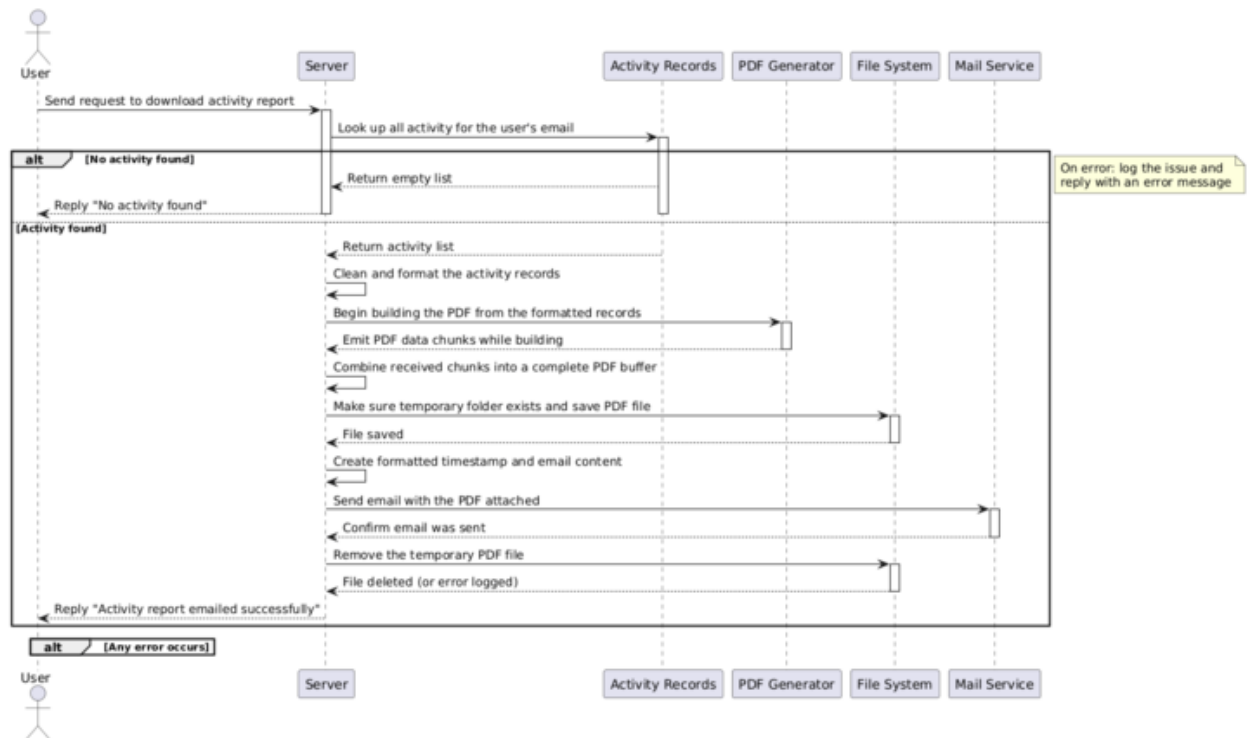 User
Server
Activity Records
PDF Generator
File System
Mail Service
Send request to download activity report
Look up all activity for the user's email
alt
[No activity found]
On error: log the issue and
reply with an error message
Return empty list
Reply "No activity found"
[Activity found]
Return activity list
Clean and format the activity records
Begin building the PDF from the formatted records
Emit PDF data chunks while building
Combine received chunks into a complete PDF buffer
Make sure temporary folder exists and save PDF file
File saved
Create formatted timestamp and email content
Send email with the PDF attached
Confirm email was sent
Remove the temporary PDF file
File deleted (or error logged)
Reply "Activity report emailed successfully"
alt
[Any error occurs]
User
Server
Activity Records
PDF Generator
File System
Mail Service